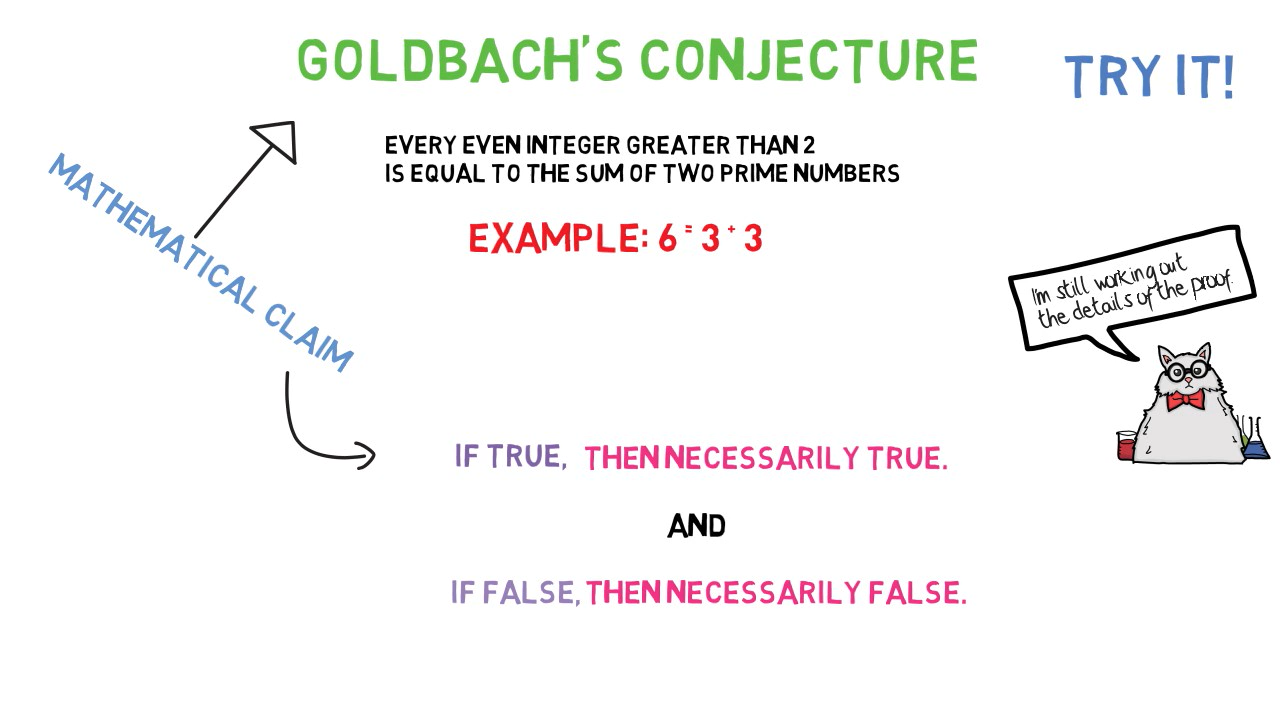 GOLDBACH'S CONJECTURE
TRY IT!
EVERY EVEN INTEGER GREATER THAN 2
IS EQUAL TO THE SUM OF TWO PRIME NUMBERS
MATHEMATICAL CLAIM
EXAMPLE: 6 = 3 + 3
I'm still working out
the details of the proof.
IF TRUE, THEN NECESSARILY TRUE.
AND
IF FALSE, THEN NECESSARILY FALSE.